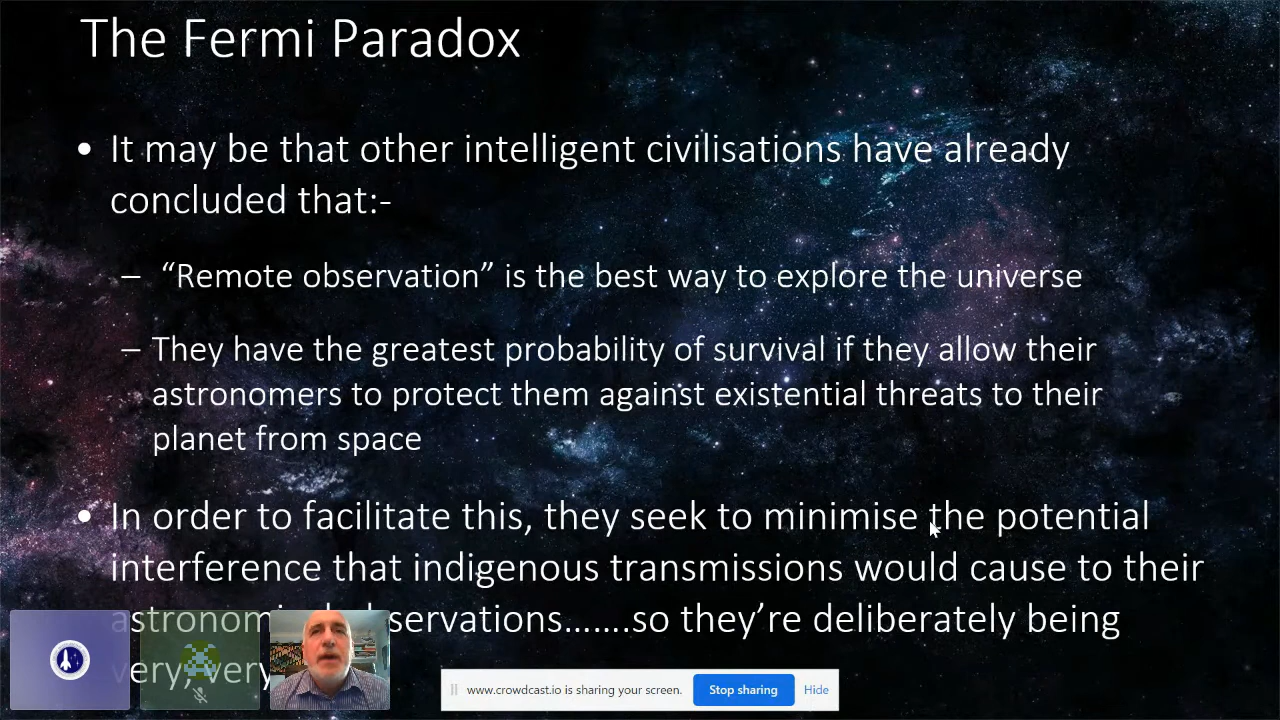 The Fermi Paradox
• It may be that other intelligent civilisations have already
concluded that:-
– “Remote observation” is the best way to explore the universe
– They have the greatest probability of survival if they allow their
astronomers to protect them against existential threats to their
planet from space
• In order to facilitate this, they seek to minimise the potential
interference that indigenous transmissions would cause to their
observations…….so they’re deliberately being
very, very
www.crowdcast.io is sharing your screen.
Stop sharing
Hide